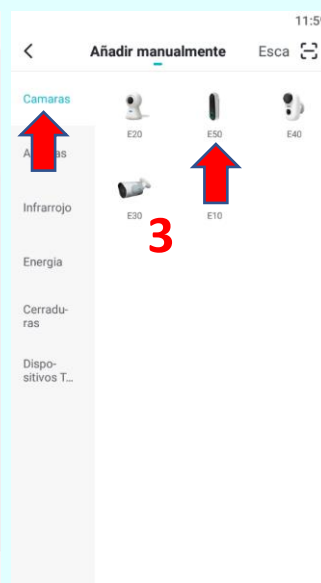 11:5
Añadir manualmente Esca
Camaras
E20 E50 E40
E30 E10
3
Infrarrojo
Energia
Cerradu-
ras
Dispo-
sitivos T...